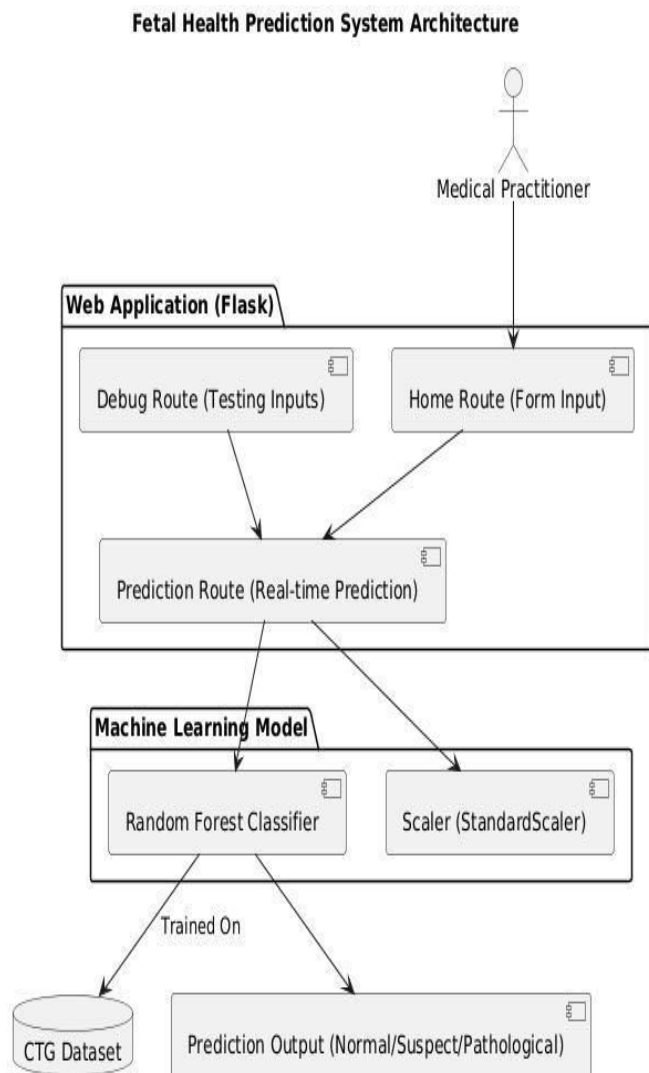 Fetal Health Prediction System Architecture
Medical Practitioner
Web Application (Flask)
Debug Route (Testing Inputs)
Home Route (Form Input)
Prediction Route (Real-time Prediction)
Machine Learning Model
Random Forest Classifier
Scaler (StandardScaler)
Trained On
CTG Dataset
Prediction Output (Normal/Suspect/Pathological)